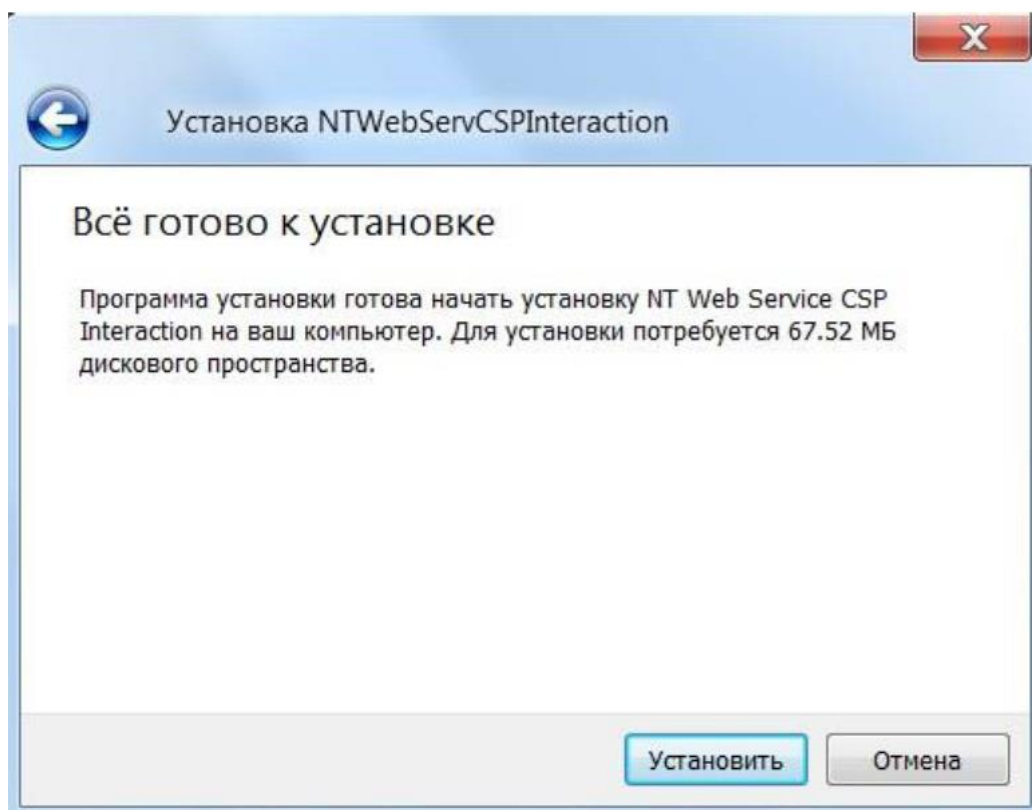 Установка NTWebServCSPInteraction
Всё готово к установке
Программа установки готова начать установку NT Web Service CSP
Interaction на ваш компьютер. Для установки потребуется 67.52 МБ
дискового пространства.
Установить Отмена